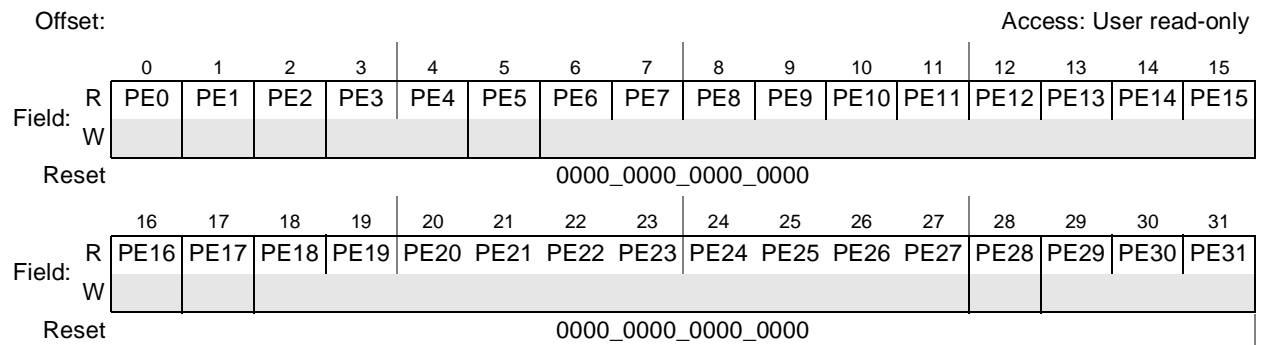 Offset: Access: User read-only
0 1 2 3 4 5 6 7 8 9 10 11 12 13 14 15
Field: R PE0 PE1 PE2 PE3 PE4 PE5 PE6 PE7 PE8 PE9 PE10 PE11 PE12 PE13 PE14 PE15
W
Reset 0000_0000_0000_0000
16 17 18 19 20 21 22 23 24 25 26 27 28 29 30 31
Field: R PE16 PE17 PE18 PE19 PE20 PE21 PE22 PE23 PE24 PE25 PE26 PE27 PE28 PE29 PE30 PE31
W
Reset 0000_0000_0000_0000